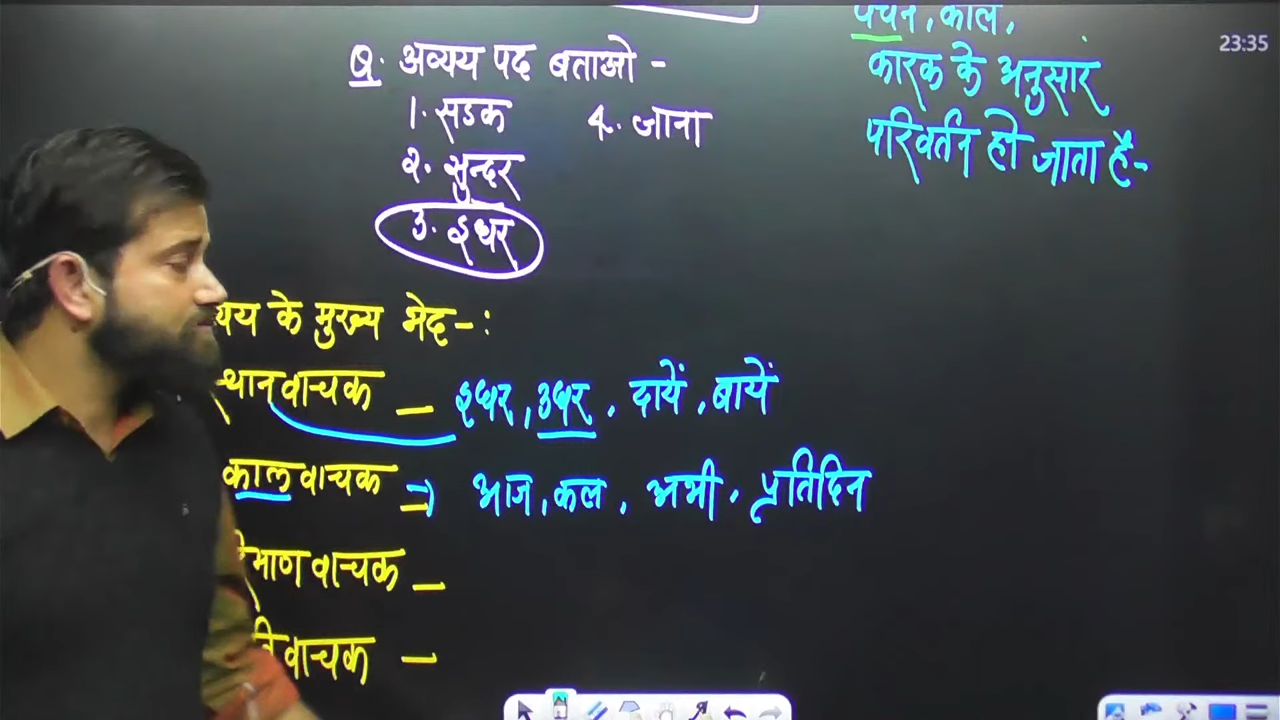 वचन, काल,
23:35
कारक के अनुसार
परिवर्तन हो जाता है-
Q. अव्यय पद बताओ -
1. सडक 4. जाना
2. सुन्दर
3. इधर
के मुख्य भेद-:
स्थानवाचक - इधर, उधर, दायें, बायें
कालवाचक => आज, कल, अभी, प्रतिदिन
माण वाचक -
वाचक -